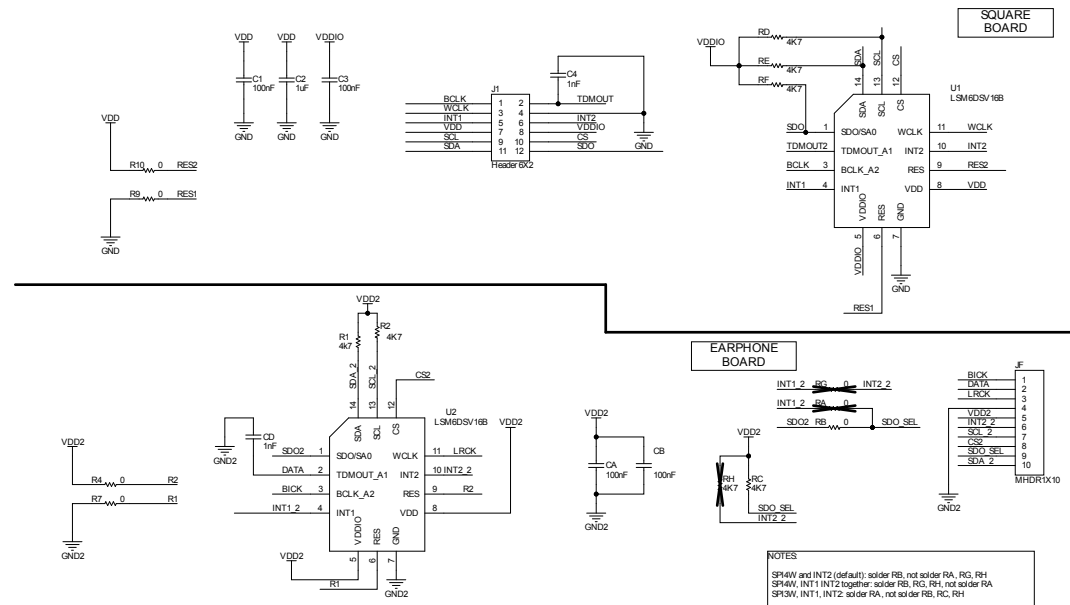 SQUARE
BOARD
VDD
VDD
VDDIO
C1
100nF
C2
1uF
C3
100nF
GND
GND
GND
VDD
R10 0 RES2
R9 0 RES1
GND
C4
1nF
J1
BCLK 1 2 TDMOUT
WCLK 3 4
INT1 5 6 INT2
VDD 7 8 VDDIO
SCL 9 10 CS
SDA 11 12 SDO
Header 6X2
GND
VDDIO
RD
4K7
RE
4K7
RF
4K7
SDA
SCL
CS
14
13
12
U1
LSM6DSV16B
SDA
SCL
CS
SDO 1 SDO/SA0 WCLK 11 WCLK
TDMOUT2 TDMOUT_A1 INT2 10 INT2
BCLK 3 BCLK_A2 RES 9 RES2
INT1 4 INT1 VDD 8 VDD
VDDIO
RES
GND
5
6
7
VDDIO
GND
RES1
VDD2
R1
4k7
R2
4K7
SDA_2
SCL_2
CS2
14
13
12
U2
LSM6DSV16B
VDD2
SDA
SCL
CS
CD
1nF
GND2
SDO2 1 SDO/SA0 WCLK 11 LRCK
DATA 2 TDMOUT_A1 INT2 10 INT2_2
BICK 3 BCLK_A2 RES 9 R2
INT1_2 4 INT1 VDD 8
VDDIO
RES
GND
5
6
7
VDD2
R1
GND2
VDD2
R4 0 R2
R7 0 R1
GND2
VDD2
CA
100nF
CB
100nF
GND2
EARPHONE
BOARD
INT1_2 RG 0 INT2_2
INT1_2 RA 0
SDO2 RB 0 SDO_SEL
VDD2
RH
4K7
RC
4K7
SDO_SEL
INT2_2
JF
BICK 1
DATA 2
LRCK 3
4
VDD2 5
INT2_2 6
SCL_2 7
CS2 8
SDO_SEL 9
SDA_2 10
MHDR1X10
GND2
NOTES
SPI4W and INT2 (default): solder RB, not solder RA, RG, RH
SPI4W, INT1 INT2 together: solder RB, RG, RH, not solder RA
SPI3W, INT1, INT2: solder RA, not solder RB, RC, RH